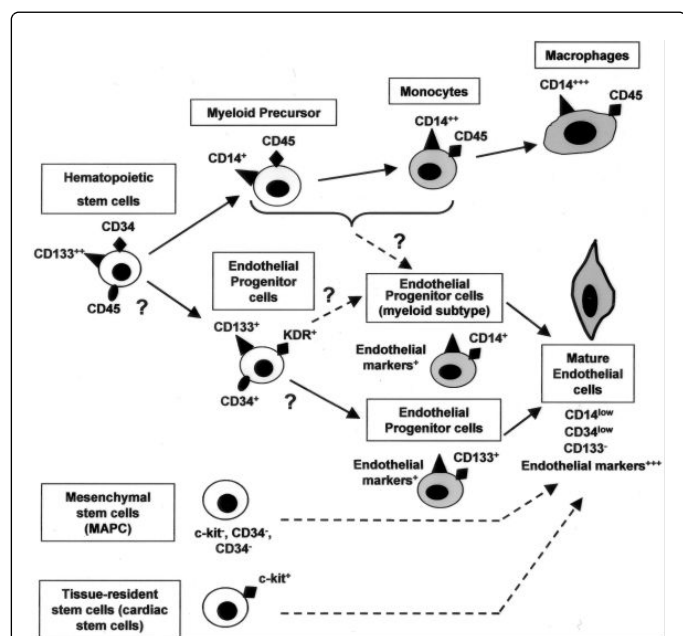 Macrophages
CD14⁺⁺⁺
CD45
Monocytes
CD14⁺⁺
CD45
Myeloid Precursor
CD45
CD14⁺
Hematopoietic
stem cells
CD34
CD133⁺⁺
CD45
?
?
Endothelial
Progenitor
cells
?
CD133⁺
KDR⁺
CD34⁺
?
Endothelial
Progenitor cells
(myeloid subtype)
CD14⁺
Endothelial
markers⁺
Endothelial
Progenitor cells
CD133⁺
Endothelial
markers⁺
Mature
Endothelial
cells
CD14ˡᵒʷ
CD34ˡᵒʷ
CD133⁻
Endothelial markers⁺⁺⁺
Mesenchymal
stem cells
(MAPC)
c-kit⁻, CD34⁻,
CD34⁻
Tissue-resident
stem cells (cardiac
stem cells)
c-kit⁺